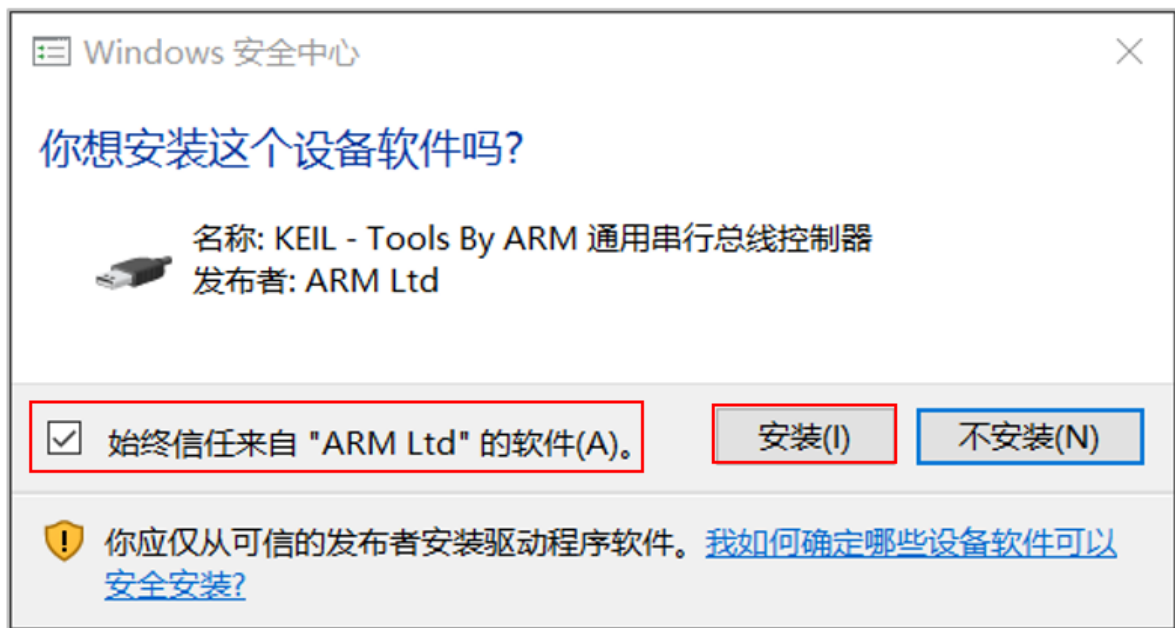 Windows 安全中心
你想安装这个设备软件吗?
名称: KEIL - Tools By ARM 通用串行总线控制器
发布者: ARM Ltd
始终信任来自 "ARM Ltd" 的软件(A)。
安装(I)
不安装(N)
你应仅从可信的发布者安装驱动程序软件。我如何确定哪些设备软件可以
安全安装?